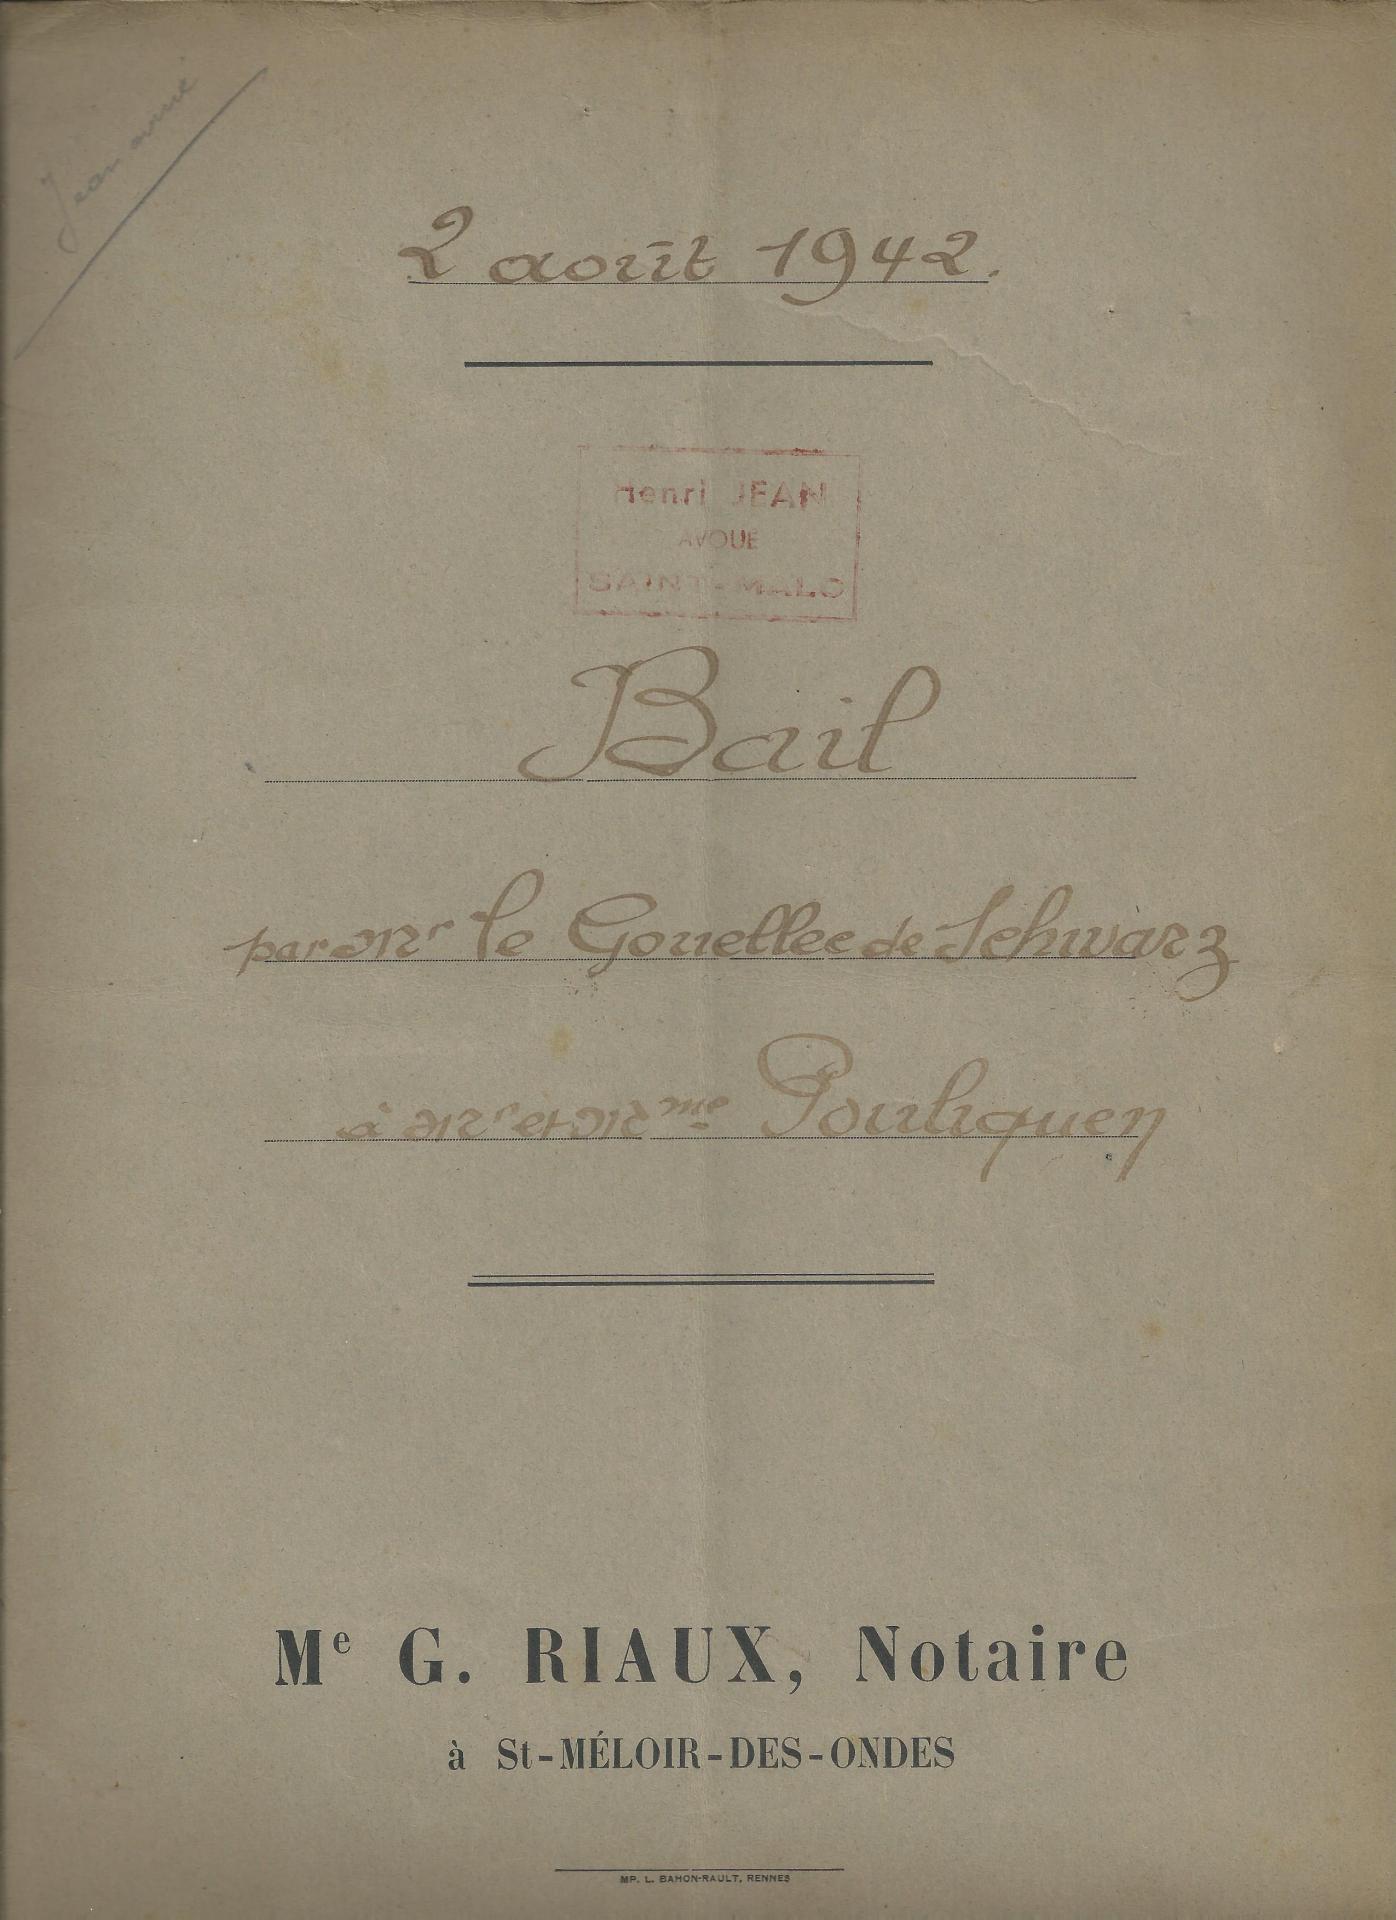 Jean avoué
2 août 1942.
Henri JEAN
AVOUÉ
SAINT-MALO
Bail
par Mr Le Gouellec de Schwarz
à Mr et Mme Pouliquen
Me G. RIAUX, Notaire
à St-MÉLOIR-DES-ONDES
MP. L. BAHON-RAULT, RENNES